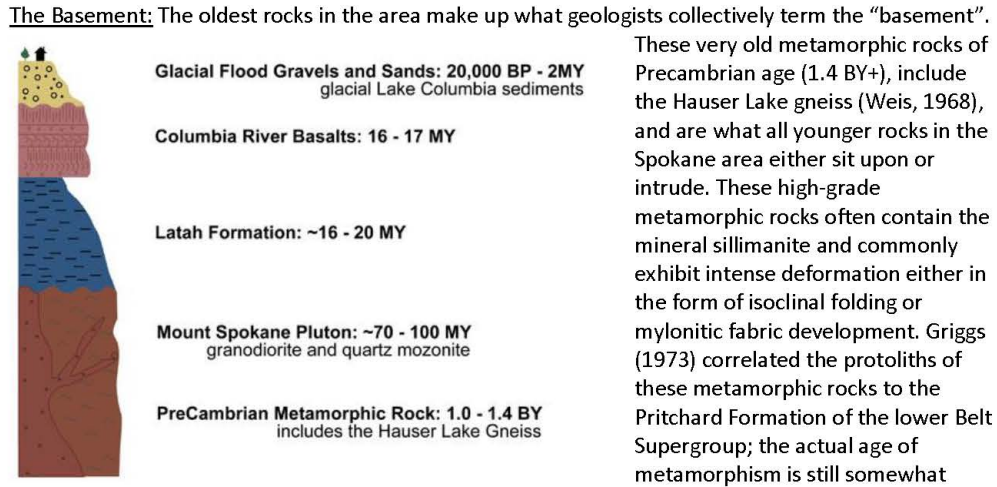 The Basement: The oldest rocks in the area make up what geologists collectively term the “basement”.
These very old metamorphic rocks of
Precambrian age (1.4 BY+), include
the Hauser Lake gneiss (Weis, 1968),
and are what all younger rocks in the
Spokane area either sit upon or
intrude. These high-grade
metamorphic rocks often contain the
mineral sillimanite and commonly
exhibit intense deformation either in
the form of isoclinal folding or
mylonitic fabric development. Griggs
(1973) correlated the protoliths of
these metamorphic rocks to the
Pritchard Formation of the lower Belt
Supergroup; the actual age of
metamorphism is still somewhat
Glacial Flood Gravels and Sands: 20,000 BP - 2MY
glacial Lake Columbia sediments
Columbia River Basalts: 16 - 17 MY
Latah Formation: ~16 - 20 MY
Mount Spokane Pluton: ~70 - 100 MY
granodiorite and quartz mozonite
PreCambrian Metamorphic Rock: 1.0 - 1.4 BY
includes the Hauser Lake Gneiss